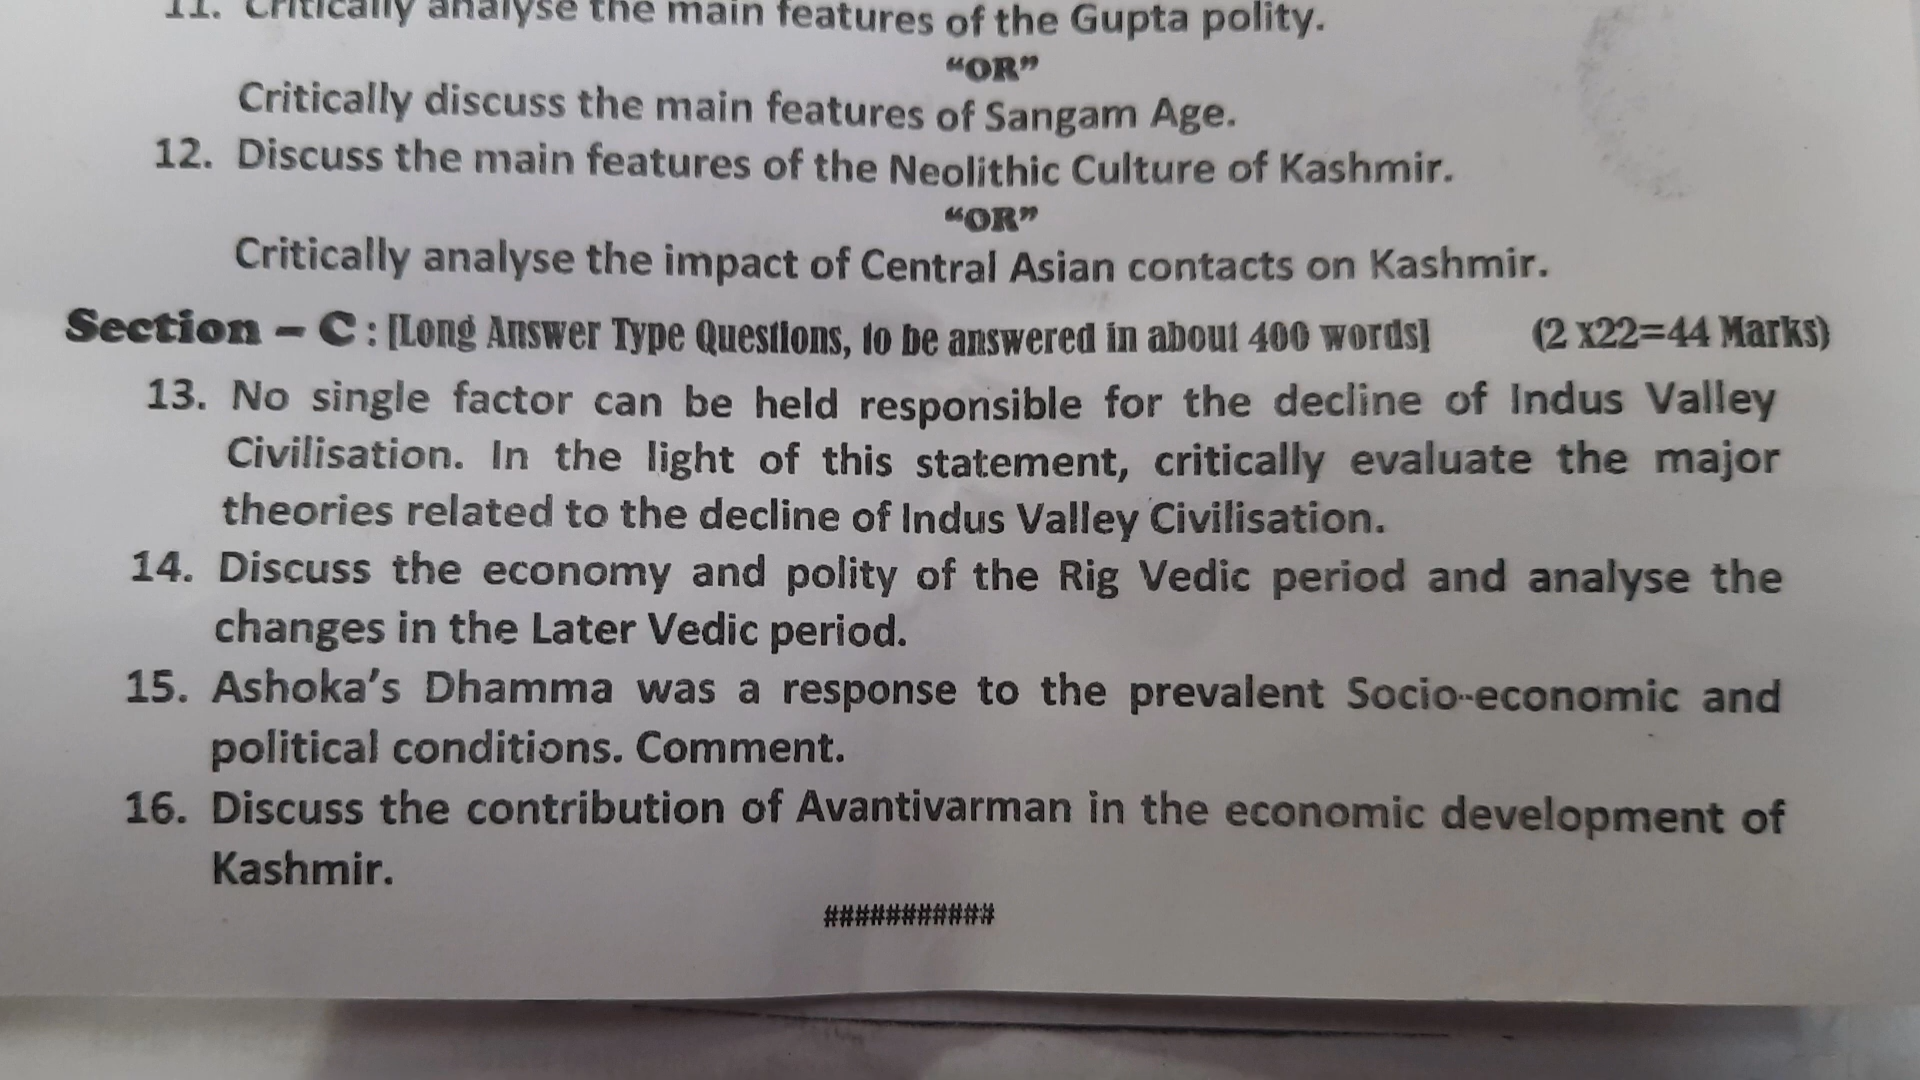 11. Critically analyse the main features of the Gupta polity.
"OR"
Critically discuss the main features of Sangam Age.
12. Discuss the main features of the Neolithic Culture of Kashmir.
"OR"
Critically analyse the impact of Central Asian contacts on Kashmir.
Section – C : [Long Answer Type Questions, to be answered in about 400 words] (2 x22=44 Marks)
13. No single factor can be held responsible for the decline of Indus Valley
Civilisation. In the light of this statement, critically evaluate the major
theories related to the decline of Indus Valley Civilisation.
14. Discuss the economy and polity of the Rig Vedic period and analyse the
changes in the Later Vedic period.
15. Ashoka's Dhamma was a response to the prevalent Socio-economic and
political conditions. Comment.
16. Discuss the contribution of Avantivarman in the economic development of
Kashmir.
###########